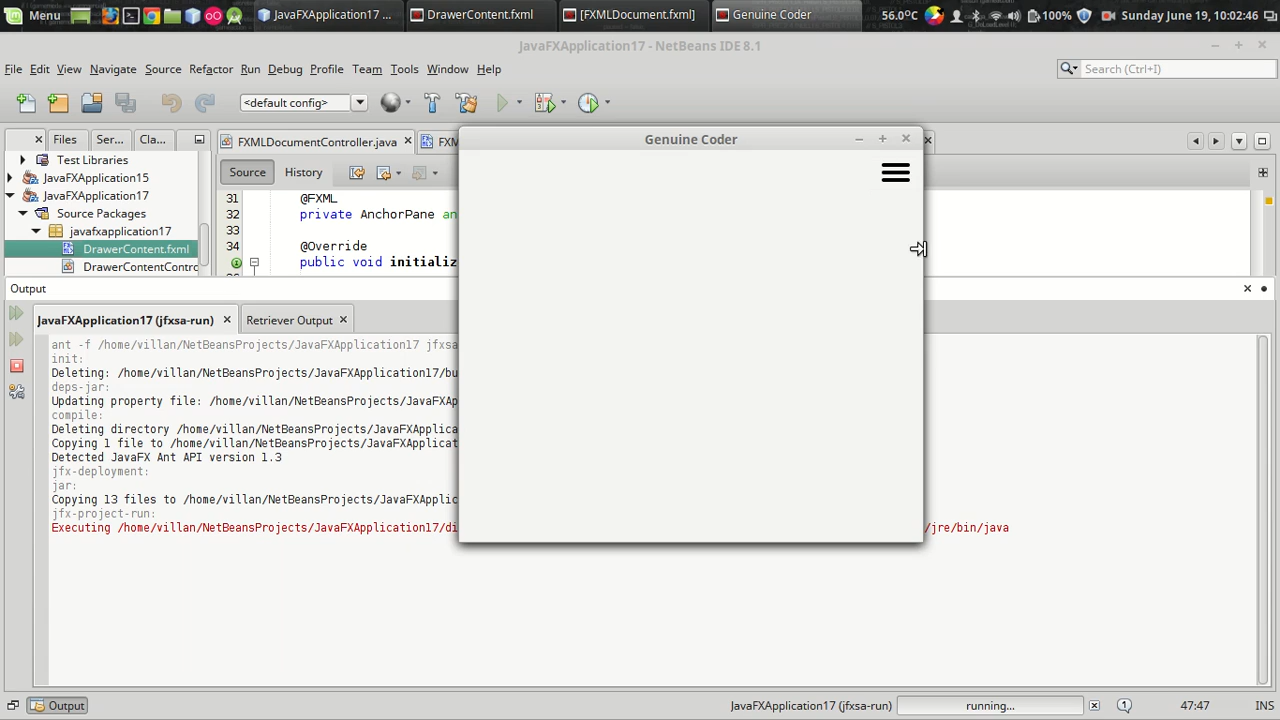 Menu
JavaFXApplication17 ...
DrawerContent.fxml
[FXMLDocument.fxml]
Genuine Coder
56.0ºC
100%
Sunday June 19, 10:02:46
JavaFXApplication17 - NetBeans IDE 8.1
File Edit View Navigate Source Refactor Run Debug Profile Team Tools Window Help
Search (Ctrl+I)
<default config>
Files
Ser...
Cla...
FXMLDocumentController.java
Genuine Coder
Source
History
Test Libraries
JavaFXApplication15
JavaFXApplication17
Source Packages
javafxapplication17
DrawerContent.fxml
31 @FXML
32 private AnchorPane an
33
34 @Override
public void initializ
Output
JavaFXApplication17 (jfxsa-run)
Retriever Output
ant -f /home/villan/NetBeansProjects/JavaFXApplication17 jfxsa
init:
Deleting: /home/villan/NetBeansProjects/JavaFXApplication17/bu
deps-jar:
Updating property file: /home/villan/NetBeansProjects/JavaFXAp
compile:
Deleting directory /home/villan/NetBeansProjects/JavaFXApplica
Copying 1 file to /home/villan/NetBeansProjects/JavaFXApplicat
Detected JavaFX Ant API version 1.3
jfx-deployment:
jar:
Copying 13 files to /home/villan/NetBeansProjects/JavaFXApplic
jfx-project-run:
Executing /home/villan/NetBeansProjects/JavaFXApplication17/di /jre/bin/java
Output
JavaFXApplication17 (jfxsa-run)
running...
1
47:47
INS